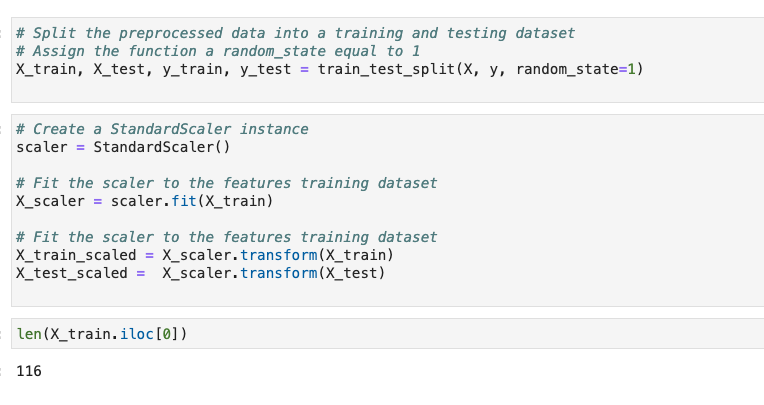 # Split the preprocessed data into a training and testing dataset
# Assign the function a random_state equal to 1
X_train, X_test, y_train, y_test = train_test_split(X, y, random_state=1)
# Create a StandardScaler instance
scaler = StandardScaler()
# Fit the scaler to the features training dataset
X_scaler = scaler.fit(X_train)
# Fit the scaler to the features training dataset
X_train_scaled = X_scaler.transform(X_train)
X_test_scaled =  X_scaler.transform(X_test)
len(X_train.iloc[0])
116